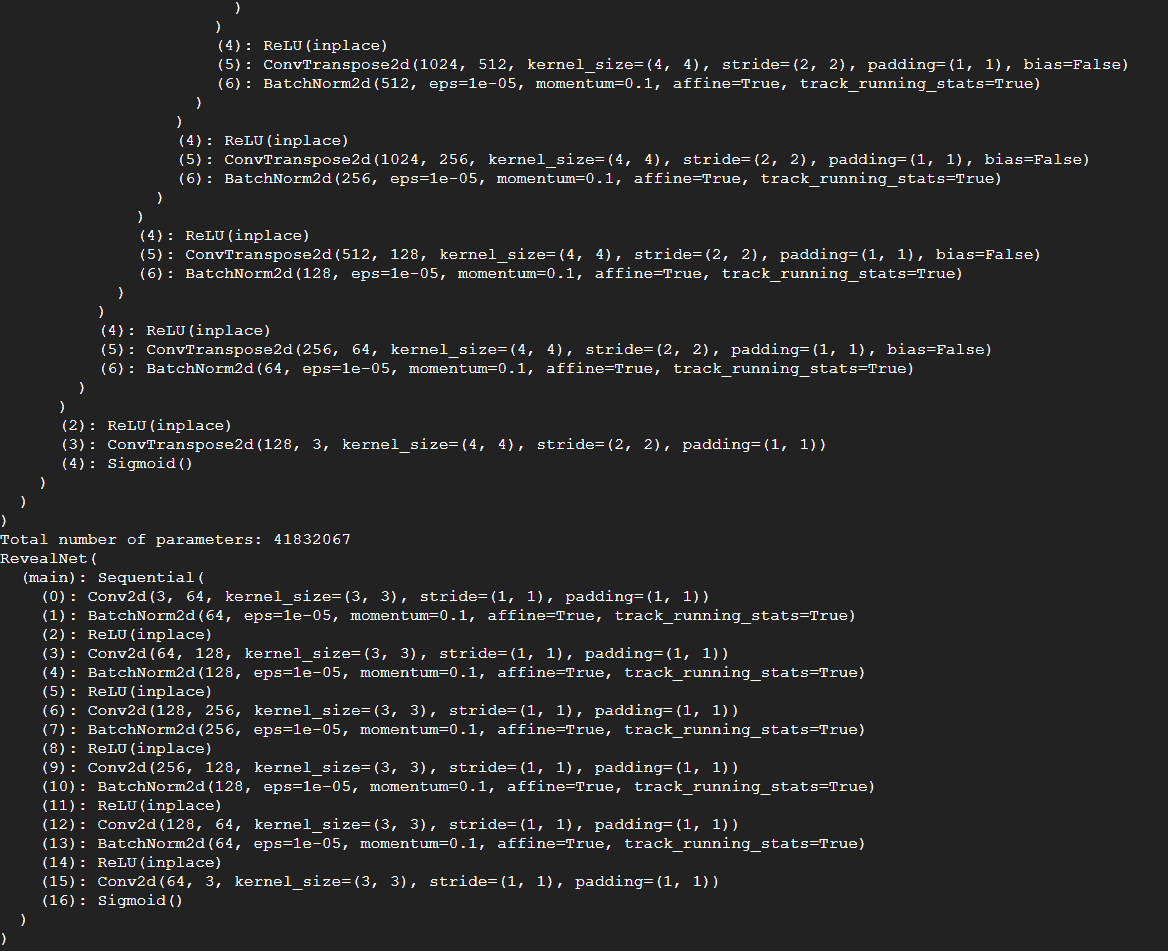 )
)
(4): ReLU(inplace)
(5): ConvTranspose2d(1024, 512, kernel_size=(4, 4), stride=(2, 2), padding=(1, 1), bias=False)
(6): BatchNorm2d(512, eps=1e-05, momentum=0.1, affine=True, track_running_stats=True)
)
)
(4): ReLU(inplace)
(5): ConvTranspose2d(1024, 256, kernel_size=(4, 4), stride=(2, 2), padding=(1, 1), bias=False)
(6): BatchNorm2d(256, eps=1e-05, momentum=0.1, affine=True, track_running_stats=True)
)
)
(4): ReLU(inplace)
(5): ConvTranspose2d(512, 128, kernel_size=(4, 4), stride=(2, 2), padding=(1, 1), bias=False)
(6): BatchNorm2d(128, eps=1e-05, momentum=0.1, affine=True, track_running_stats=True)
)
)
(4): ReLU(inplace)
(5): ConvTranspose2d(256, 64, kernel_size=(4, 4), stride=(2, 2), padding=(1, 1), bias=False)
(6): BatchNorm2d(64, eps=1e-05, momentum=0.1, affine=True, track_running_stats=True)
)
)
(2): ReLU(inplace)
(3): ConvTranspose2d(128, 3, kernel_size=(4, 4), stride=(2, 2), padding=(1, 1))
(4): Sigmoid()
)
)
)
Total number of parameters: 41832067
RevealNet(
(main): Sequential(
(0): Conv2d(3, 64, kernel_size=(3, 3), stride=(1, 1), padding=(1, 1))
(1): BatchNorm2d(64, eps=1e-05, momentum=0.1, affine=True, track_running_stats=True)
(2): ReLU(inplace)
(3): Conv2d(64, 128, kernel_size=(3, 3), stride=(1, 1), padding=(1, 1))
(4): BatchNorm2d(128, eps=1e-05, momentum=0.1, affine=True, track_running_stats=True)
(5): ReLU(inplace)
(6): Conv2d(128, 256, kernel_size=(3, 3), stride=(1, 1), padding=(1, 1))
(7): BatchNorm2d(256, eps=1e-05, momentum=0.1, affine=True, track_running_stats=True)
(8): ReLU(inplace)
(9): Conv2d(256, 128, kernel_size=(3, 3), stride=(1, 1), padding=(1, 1))
(10): BatchNorm2d(128, eps=1e-05, momentum=0.1, affine=True, track_running_stats=True)
(11): ReLU(inplace)
(12): Conv2d(128, 64, kernel_size=(3, 3), stride=(1, 1), padding=(1, 1))
(13): BatchNorm2d(64, eps=1e-05, momentum=0.1, affine=True, track_running_stats=True)
(14): ReLU(inplace)
(15): Conv2d(64, 3, kernel_size=(3, 3), stride=(1, 1), padding=(1, 1))
(16): Sigmoid()
)
)